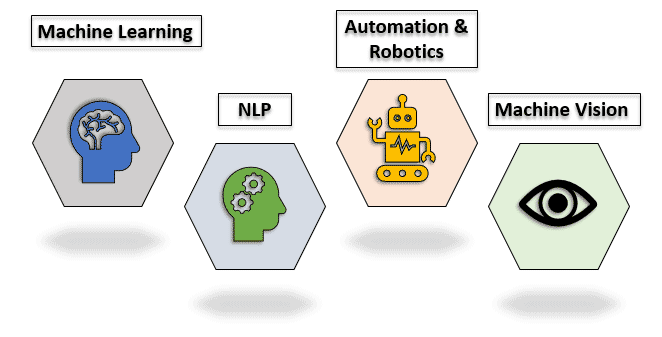 Machine Learning
NLP
Automation &
Robotics
Machine Vision